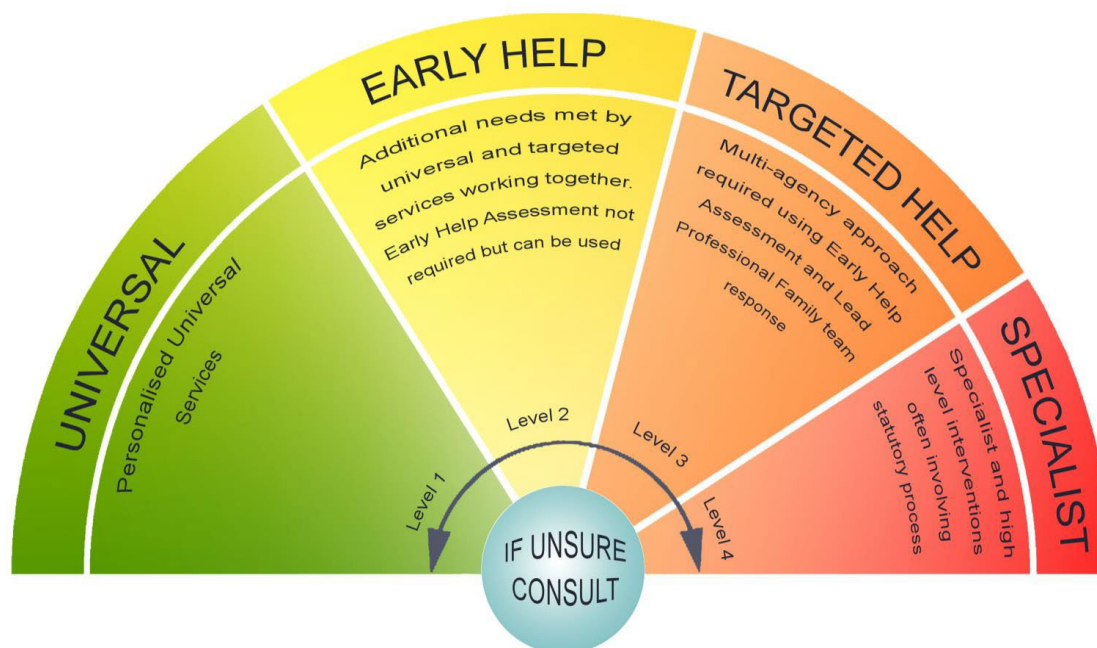 UNIVERSAL
Personalised Universal
Services
Level 1
EARLY HELP
Additional needs met by
universal and targeted
services working together.
Early Help Assessment not
required but can be used
Level 2
TARGETED HELP
Multi-agency approach
required using Early Help
Assessment and Lead
Professional Family team
response
Level 3
SPECIALIST
Specialist and high
level interventions
often involving
statutory process
Level 4
IF UNSURE
CONSULT